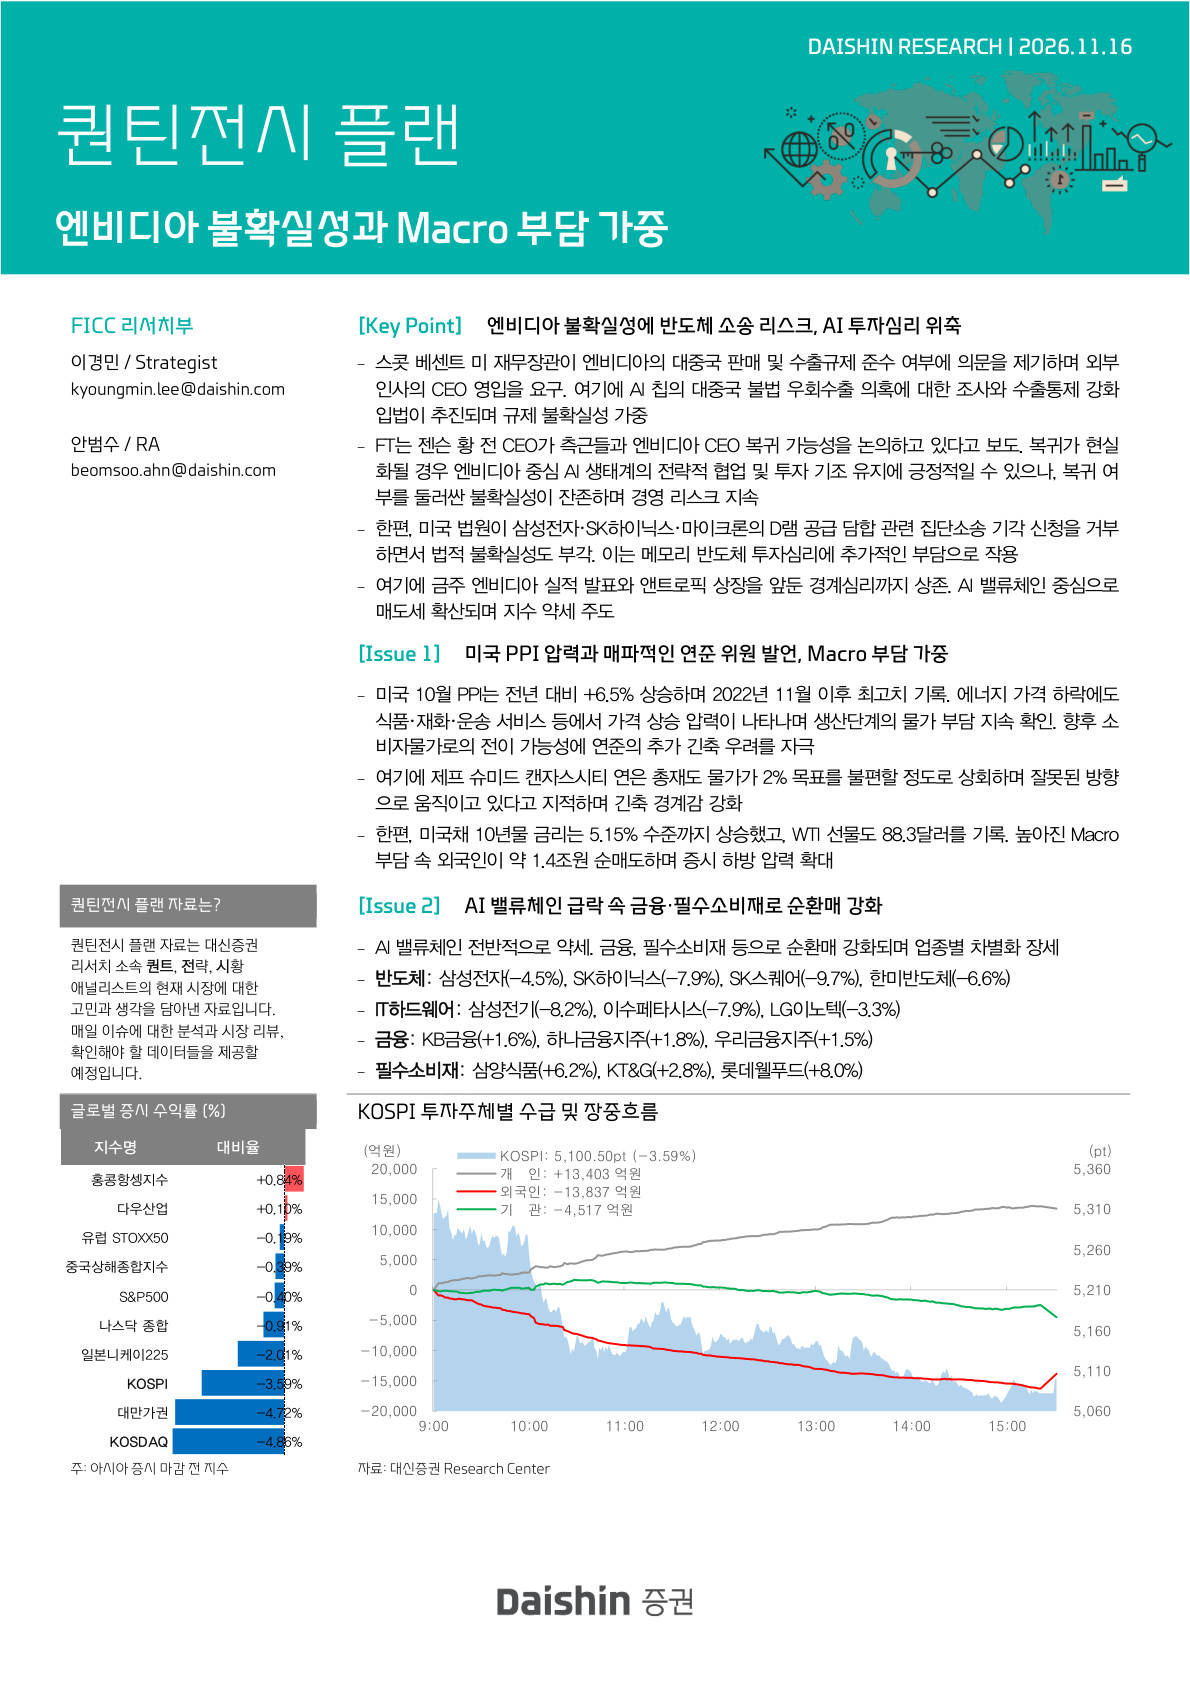 DAISHIN RESEARCH | 2026.11.16
퀀틴전시 플랜
엔비디아 불확실성과 Macro 부담 가중
FICC 리서치부
이경민 / Strategist
kyoungmin.lee@daishin.com
안범수 / RA
beomsoo.ahn@daishin.com
[Key Point] 엔비디아 불확실성에 반도체 소송 리스크, AI 투자심리 위축
- 스콧 베센트 미 재무장관이 엔비디아의 대중국 판매 및 수출규제 준수 여부에 의문을 제기하며 외부
인사의 CEO 영입을 요구. 여기에 AI 칩의 대중국 불법 우회수출 의혹에 대한 조사와 수출통제 강화
입법이 추진되며 규제 불확실성 가중
- FT는 젠슨 황 전 CEO가 측근들과 엔비디아 CEO 복귀 가능성을 논의하고 있다고 보도. 복귀가 현실
화될 경우 엔비디아 중심 AI 생태계의 전략적 협업 및 투자 기조 유지에 긍정적일 수 있으나, 복귀 여
부를 둘러싼 불확실성이 잔존하며 경영 리스크 지속
- 한편, 미국 법원이 삼성전자·SK하이닉스·마이크론의 D램 공급 담합 관련 집단소송 기각 신청을 거부
하면서 법적 불확실성도 부각. 이는 메모리 반도체 투자심리에 추가적인 부담으로 작용
- 여기에 금주 엔비디아 실적 발표와 앤트로픽 상장을 앞둔 경계심리까지 상존. AI 밸류체인 중심으로
매도세 확산되며 지수 약세 주도
[Issue 1] 미국 PPI 압력과 매파적인 연준 위원 발언, Macro 부담 가중
- 미국 10월 PPI는 전년 대비 +6.5% 상승하며 2022년 11월 이후 최고치 기록. 에너지 가격 하락에도
식품·재화·운송 서비스 등에서 가격 상승 압력이 나타나며 생산단계의 물가 부담 지속 확인. 향후 소
비자물가로의 전이 가능성에 연준의 추가 긴축 우려를 자극
- 여기에 제프 슈미드 캔자스시티 연은 총재도 물가가 2% 목표를 불편할 정도로 상회하며 잘못된 방향
으로 움직이고 있다고 지적하며 긴축 경계감 강화
- 한편, 미국채 10년물 금리는 5.15% 수준까지 상승했고, WTI 선물도 88.3달러를 기록. 높아진 Macro
부담 속 외국인이 약 1.4조원 순매도하며 증시 하방 압력 확대
[Issue 2] AI 밸류체인 급락 속 금융·필수소비재로 순환매 강화
- AI 밸류체인 전반적으로 약세. 금융, 필수소비재 등으로 순환매 강화되며 업종별 차별화 장세
- 반도체: 삼성전자(-4.5%), SK하이닉스(-7.9%), SK스퀘어(-9.7%), 한미반도체(-6.6%)
- IT하드웨어: 삼성전기(-8.2%), 이수페타시스(-7.9%), LG이노텍(-3.3%)
- 금융: KB금융(+1.6%), 하나금융지주(+1.8%), 우리금융지주(+1.5%)
- 필수소비재: 삼양식품(+6.2%), KT&G(+2.8%), 롯데웰푸드(+8.0%)
퀀틴전시 플랜 자료는?
퀀틴전시 플랜 자료는 대신증권
리서치 소속 퀀트, 전략, 시황
애널리스트의 현재 시장에 대한
고민과 생각을 담아낸 자료입니다.
매일 이슈에 대한 분석과 시장 리뷰,
확인해야 할 데이터들을 제공할
예정입니다.
글로벌 증시 수익률 (%)
지수명 대비율
홍콩항셍지수 +0.84%
다우산업 +0.10%
유럽 STOXX50 -0.19%
중국상해종합지수 -0.39%
S&P500 -0.40%
나스닥 종합 -0.91%
일본니케이225 -2.01%
KOSPI -3.59%
대만가권 -4.72%
KOSDAQ -4.86%
주: 아시아 증시 마감 전 지수
KOSPI 투자주체별 수급 및 장중흐름
(억원)
(pt)
KOSPI: 5,100.50pt (-3.59%)
개 인: +13,403 억원
외국인: -13,837 억원
기 관: -4,517 억원
20,000
15,000
10,000
5,000
0
-5,000
-10,000
-15,000
-20,000
5,360
5,310
5,260
5,210
5,160
5,110
5,060
9:00 10:00 11:00 12:00 13:00 14:00 15:00
자료: 대신증권 Research Center
Daishin 증권